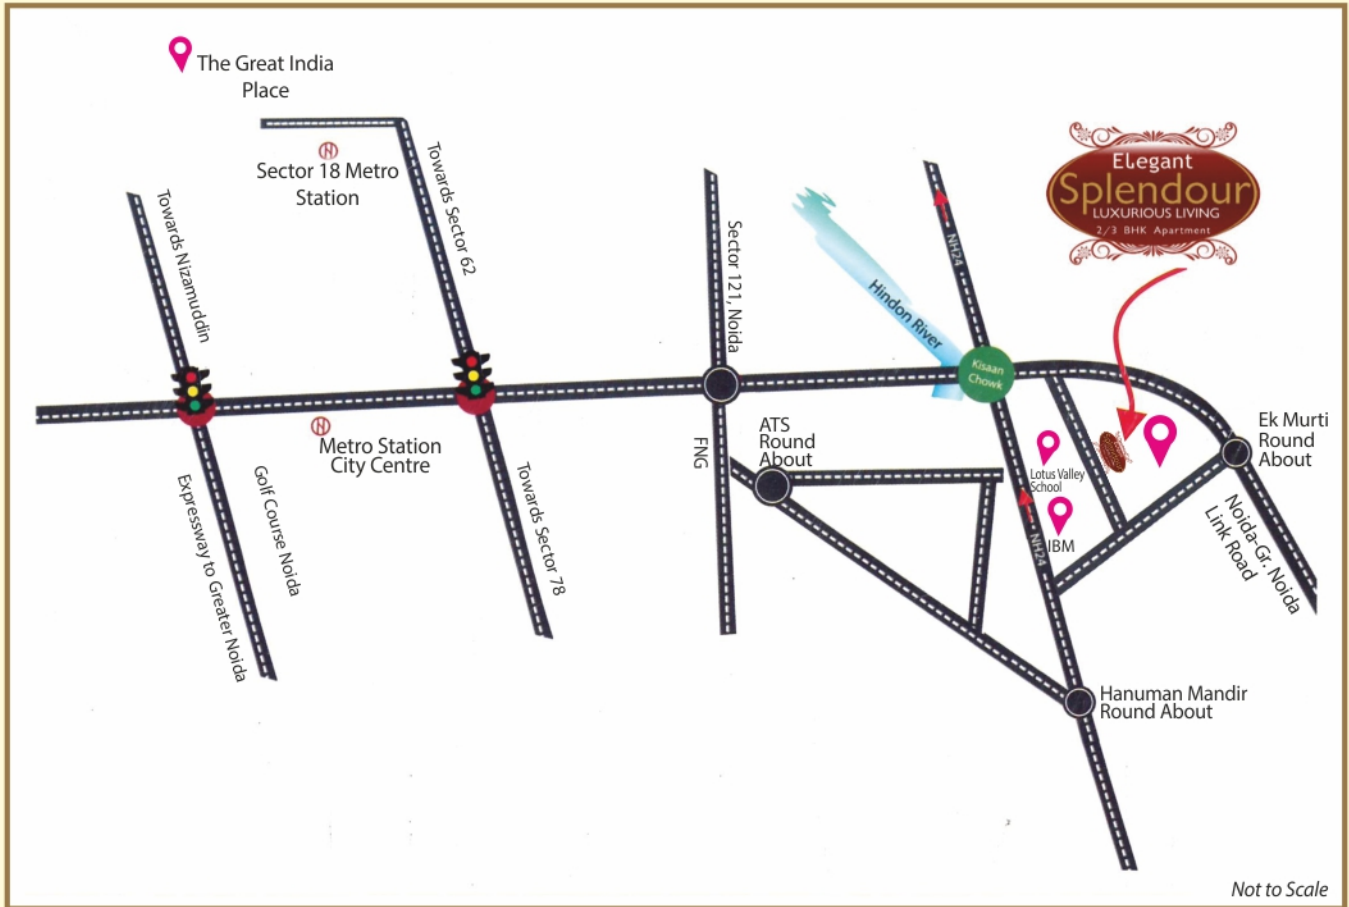 The Great India
Place
Sector 18 Metro
Station
Towards Nizamuddin
Towards Sector 62
Sector 121, Noida
Hindon River
NH24
ELegant
Splendour
LUXURIOUS LIVING
2/3 BHK Apartment
Kisaan
Chowk
Metro Station
City Centre
Golf Course Noida
Expressway to Greater Noida
Towards Sector 78
FNG
ATS
Round
About
Lotus Valley
School
IBM
NH24
Ek Murti
Round
About
Noida-Gr. Noida
Link Road
Hanuman Mandir
Round About
Not to Scale